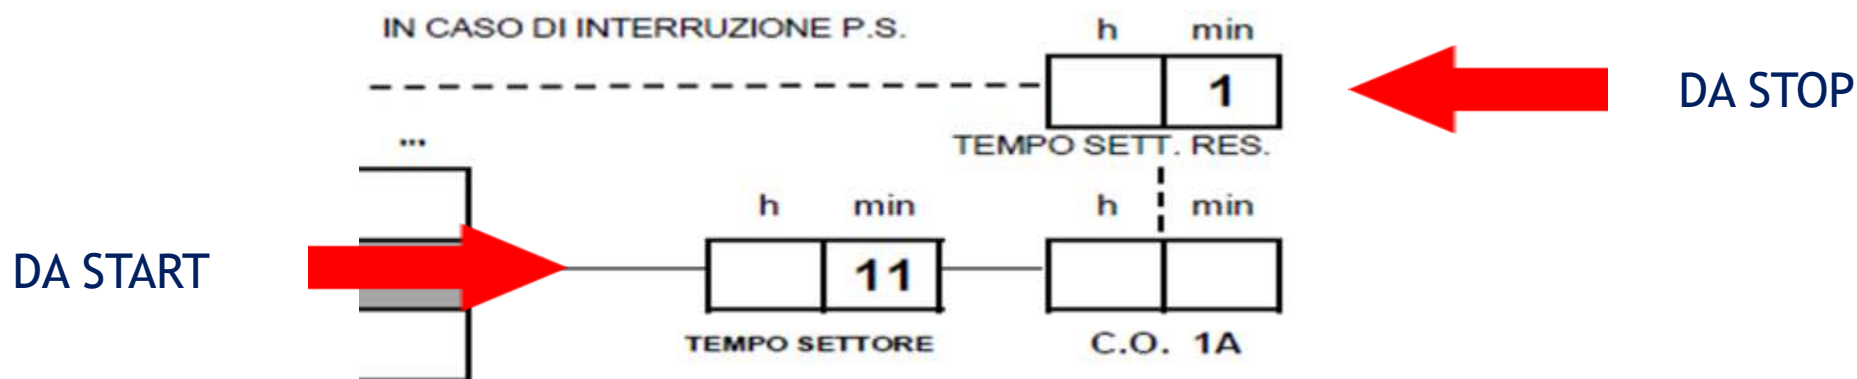 IN CASO DI INTERRUZIONE P.S.
h min
1
DA STOP
...
TEMPO SETT. RES.
h min h min
DA START
11
TEMPO SETTORE C.O. 1A